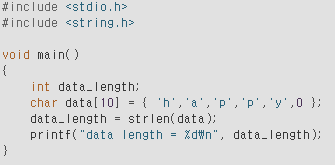 #include <stdio.h>
#include <string.h>

void main()
{
    int data_length;
    char data[10] = { 'h','a','p','p','y',0 };
    data_length = strlen(data);
    printf("data length = %d₩n", data_length);
}